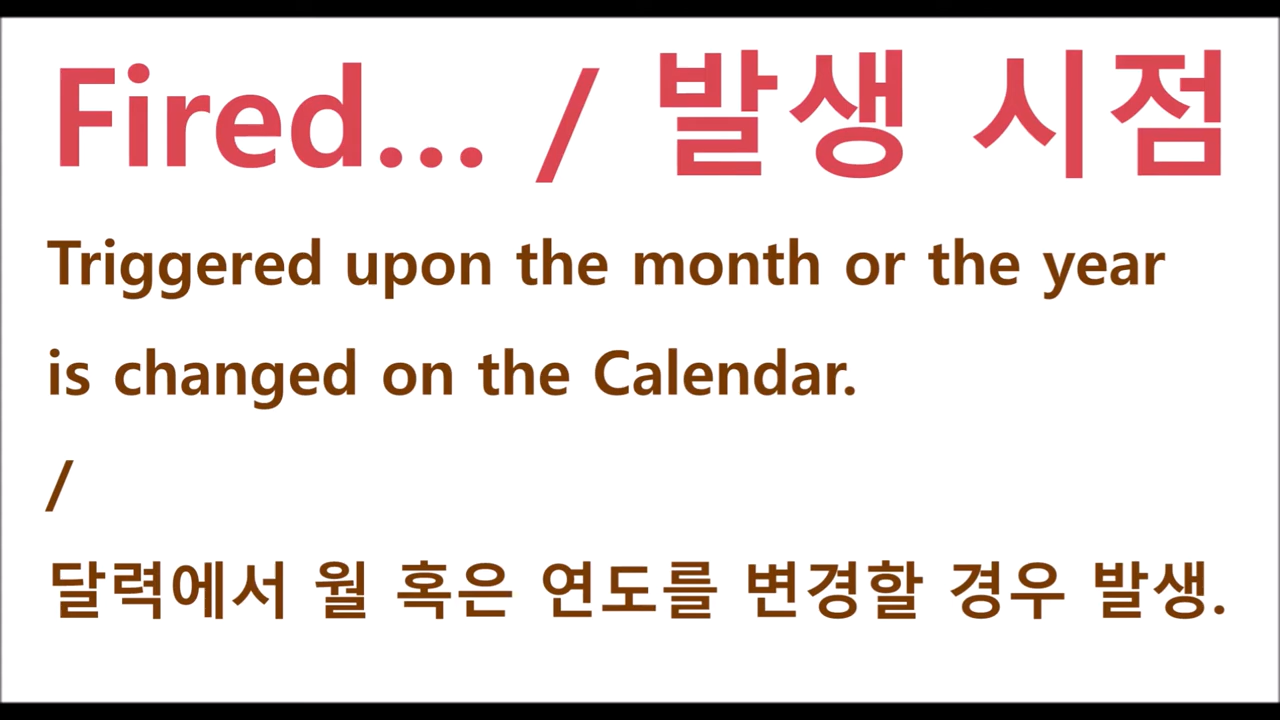 Fired... / 발생 시점
Triggered upon the month or the year
is changed on the Calendar.
/
달력에서 월 혹은 연도를 변경할 경우 발생.